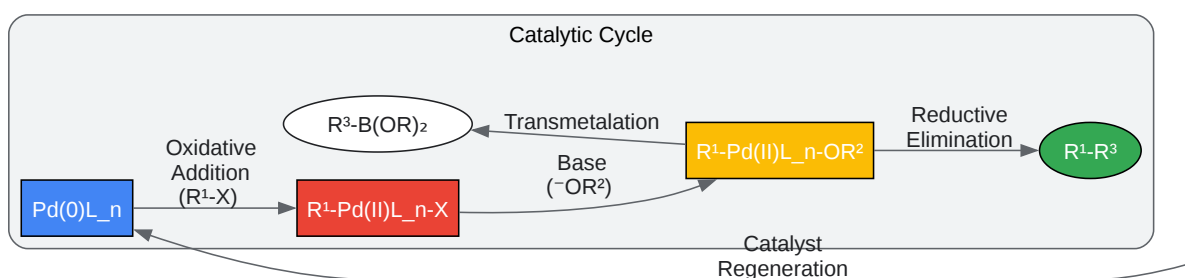 Catalytic Cycle
R³-B(OR)₂
Transmetalation
R¹-Pd(II)L_n-OR²
Reductive
Elimination
R¹-R³
Oxidative
Addition
(R¹-X)
Base
(⁻OR²)
Pd(0)L_n
R¹-Pd(II)L_n-X
Catalyst
Regeneration